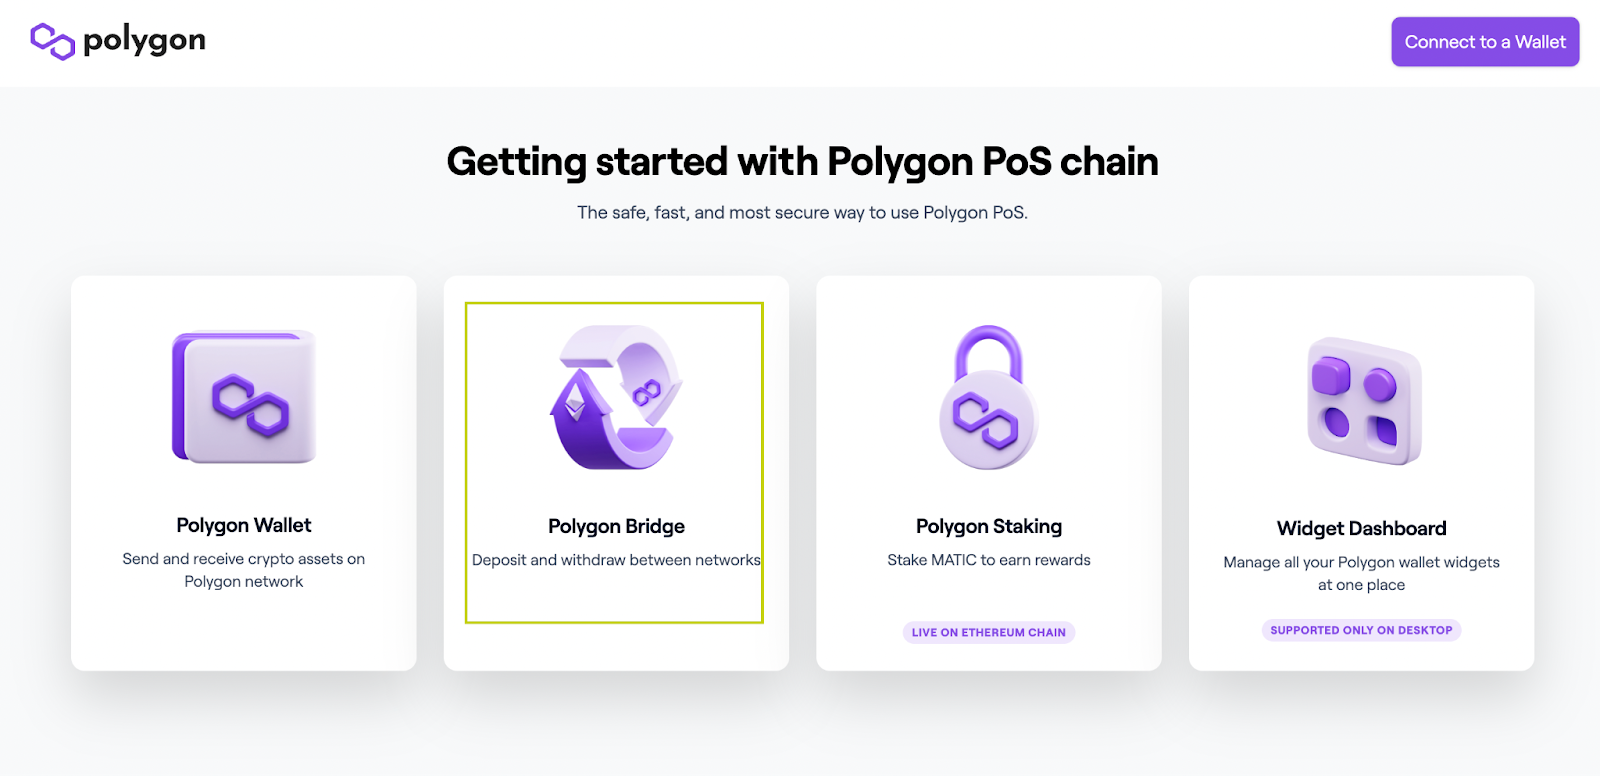 polygon
Connect to a Wallet
Getting started with Polygon PoS chain
The safe, fast, and most secure way to use Polygon PoS.
Polygon Wallet
Send and receive crypto assets on
Polygon network
Polygon Bridge
Deposit and withdraw between networks
Polygon Staking
Stake MATIC to earn rewards
LIVE ON ETHEREUM CHAIN
Widget Dashboard
Manage all your Polygon wallet widgets
at one place
SUPPORTED ONLY ON DESKTOP